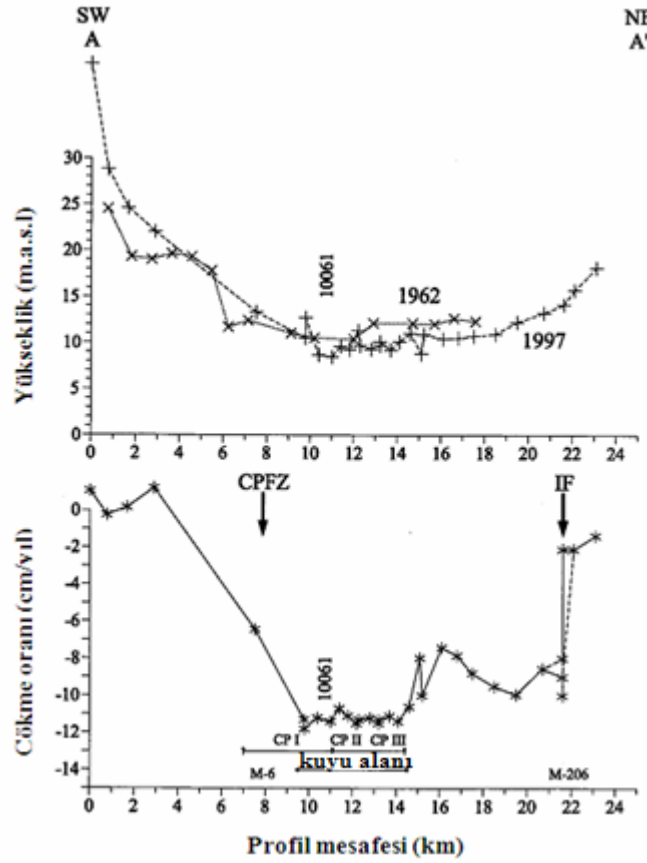 SW
A
NE
A'
30
25
20
15
10
5
0
Yükseklik (m.a.s.l)
10061
1962
1997
0 2 4 6 8 10 12 14 16 18 20 22 24
CPFZ
IF
0
-2
-4
-6
-8
-10
-12
-14
Çökme oranı (cm/yıl)
10061
CP I CP II CP III
kuyu alanı
M-6
M-206
0 2 4 6 8 10 12 14 16 18 20 22 24
Profil mesafesi (km)